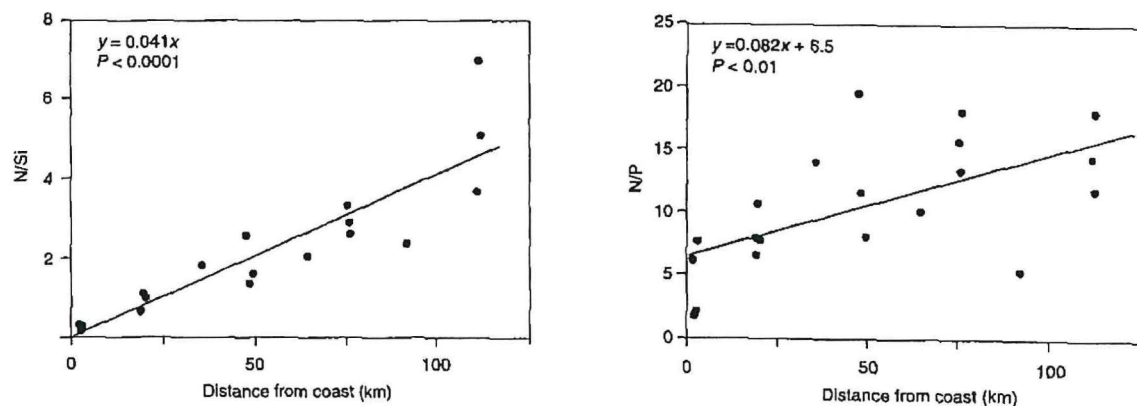 y = 0.041x
P < 0.0001
8
6
4
2
N/Si
0
50
100
Distance from coast (km)
y=0.082x + 6.5
P < 0.01
25
20
15
10
5
0
N/P
0
50
100
Distance from coast (km)